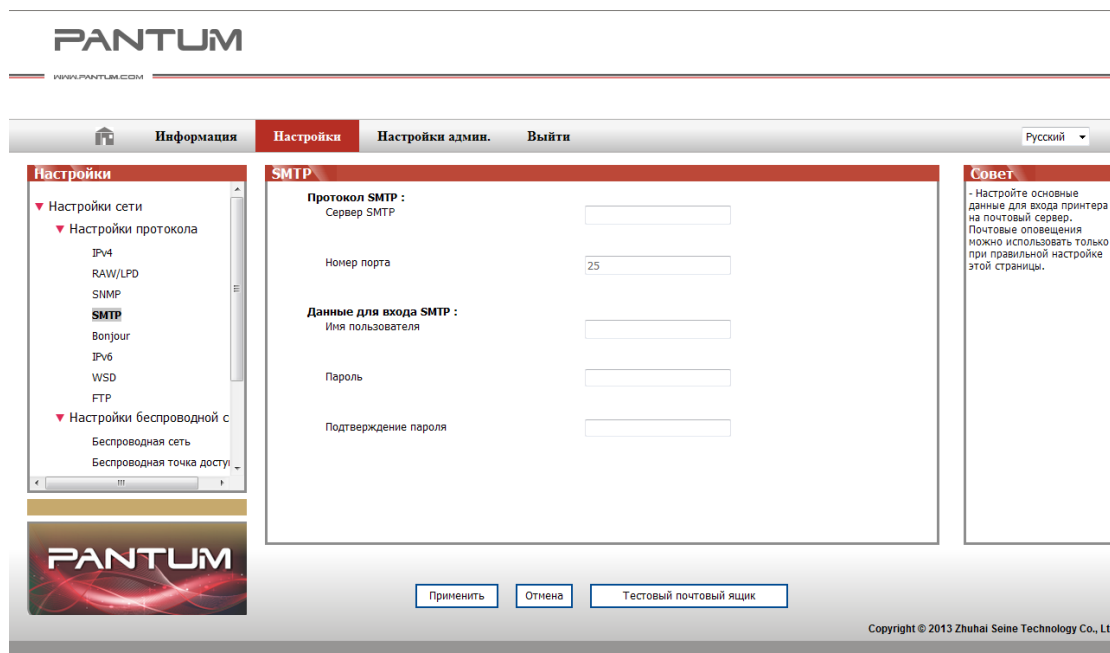 PANTUM
WWW.PANTUM.COM
Информация
Настройки
Настройки админ.
Выйти
Русский
Настройки
Настройки сети
Настройки протокола
IPv4
RAW/LPD
SNMP
SMTP
Bonjour
IPv6
WSD
FTP
Настройки беспроводной с
Беспроводная сеть
Беспроводная точка досту
PANTUM
SMTP
Протокол SMTP :
Сервер SMTP
Номер порта
25
Данные для входа SMTP :
Имя пользователя
Пароль
Подтверждение пароля
Совет
- Настройте основные
данные для входа принтера
на почтовый сервер.
Почтовые оповещения
можно использовать только
при правильной настройке
этой страницы.
Применить
Отмена
Тестовый почтовый ящик
Copyright © 2013 Zhuhai Seine Technology Co., Lt